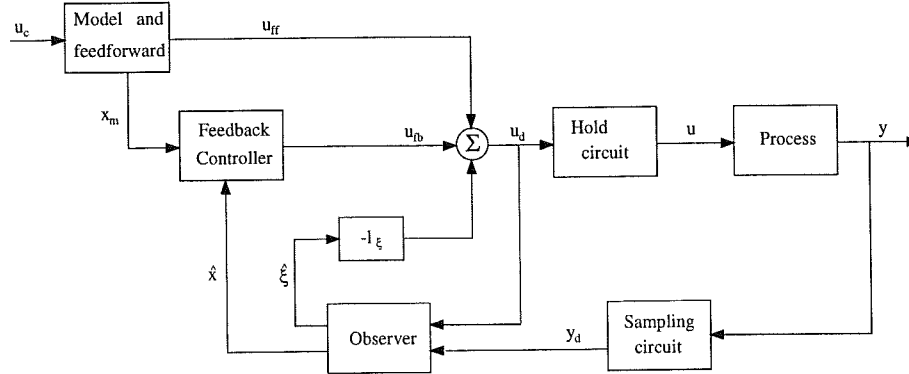 u_c
Model and
feedforward
u_ff
x_m
Feedback
Controller
u_fb
Σ
u_d
Hold
circuit
u
Process
y
-l_ξ
x̂
ξ̂
Observer
y_d
Sampling
circuit